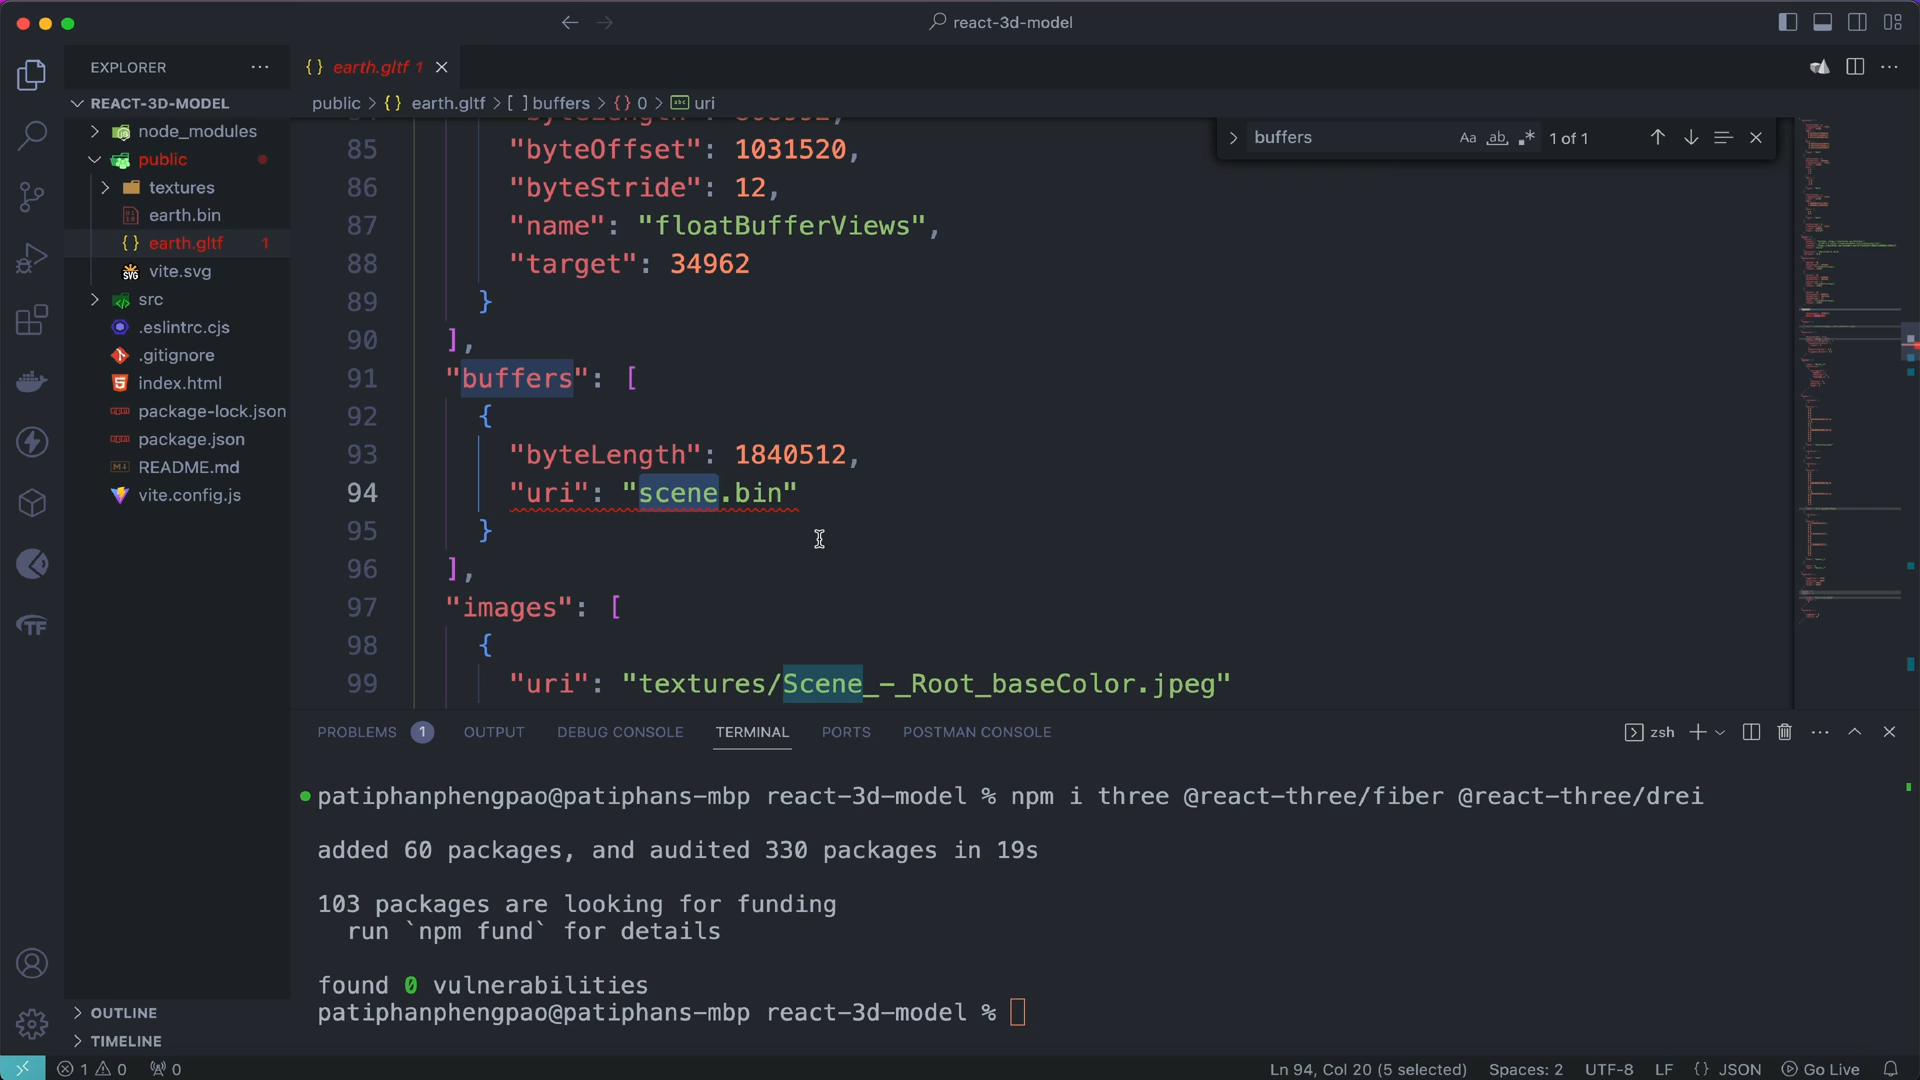 react-3d-model
EXPLORER
earth.gltf 1
REACT-3D-MODEL
public > earth.gltf > [ ] buffers > { } 0 > uri
node_modules
public
textures
earth.bin
earth.gltf 1
vite.svg
src
.eslintrc.cjs
.gitignore
index.html
package-lock.json
package.json
README.md
vite.config.js
OUTLINE
TIMELINE
buffers Aa ab 1 of 1
85 "byteOffset": 1031520,
86 "byteStride": 12,
87 "name": "floatBufferViews",
88 "target": 34962
89 }
90 ],
91 "buffers": [
92 {
93 "byteLength": 1840512,
94 "uri": "scene.bin"
95 }
96 ],
97 "images": [
98 {
99 "uri": "textures/Scene_-_Root_baseColor.jpeg"
PROBLEMS 1 OUTPUT DEBUG CONSOLE TERMINAL PORTS POSTMAN CONSOLE zsh
patiphanphengpao@patiphans-mbp react-3d-model % npm i three @react-three/fiber @react-three/drei
added 60 packages, and audited 330 packages in 19s
103 packages are looking for funding
run `npm fund` for details
found 0 vulnerabilities
patiphanphengpao@patiphans-mbp react-3d-model %
1 0 0 Ln 94, Col 20 (5 selected) Spaces: 2 UTF-8 LF { } JSON Go Live